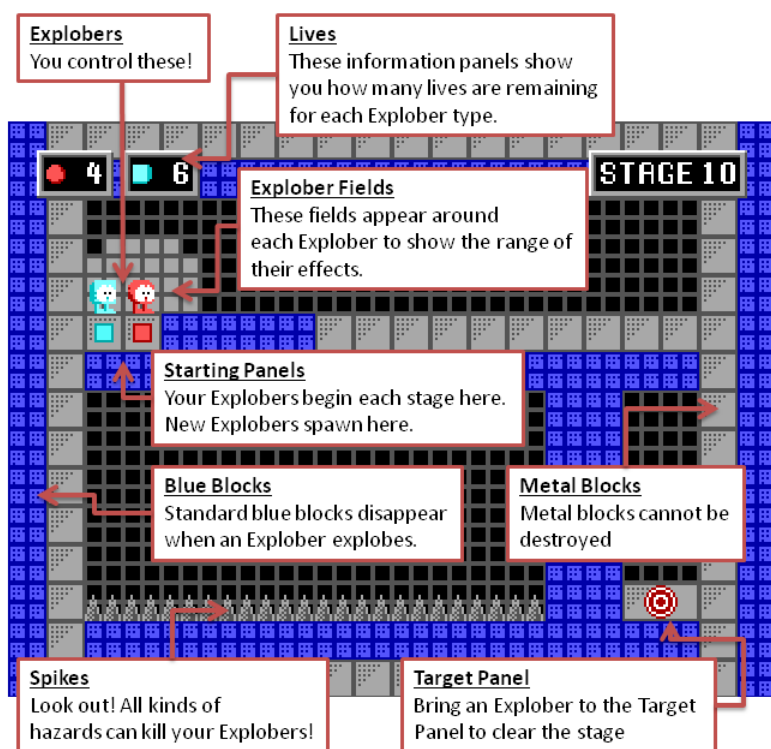 Explobers
You control these!
Lives
These information panels show
you how many lives are remaining
for each Explober type.
4
6
STAGE 10
Explober Fields
These fields appear around
each Explober to show the range of
their effects.
Starting Panels
Your Explobers begin each stage here.
New Explobers spawn here.
Blue Blocks
Standard blue blocks disappear
when an Explober explobes.
Metal Blocks
Metal blocks cannot be
destroyed
Spikes
Look out! All kinds of
hazards can kill your Explobers!
Target Panel
Bring an Explober to the Target
Panel to clear the stage